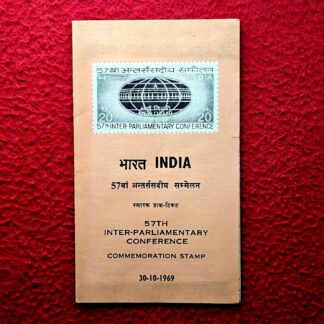 57वां अन्तर्संसदीय सम्मेलन
भारत INDIA
20 20
57th INTER-PARLIAMENTARY CONFERENCE
भारत INDIA
57वां अन्तर्संसदीय सम्मेलन
स्मारक डाक-टिकट
57TH
INTER-PARLIAMENTARY
CONFERENCE
COMMEMORATION STAMP
30-10-1969